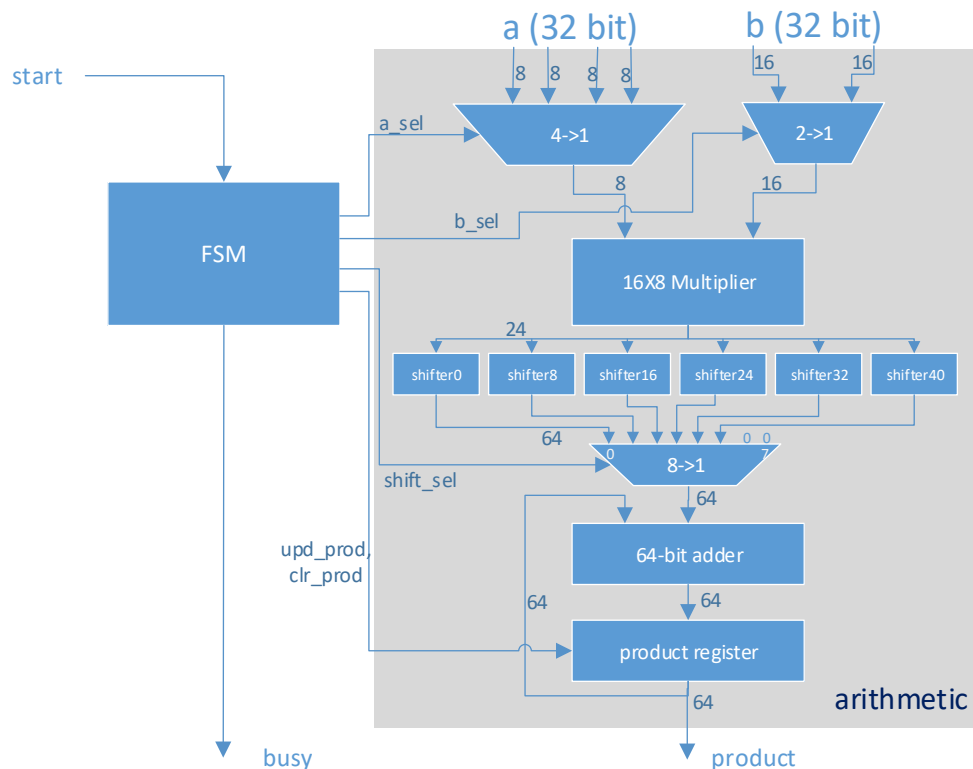 a (32 bit)
b (32 bit)
start
8
8
8
8
16
16
a_sel
4->1
2->1
8
16
b_sel
FSM
16X8 Multiplier
24
shifter0
shifter8
shifter16
shifter24
shifter32
shifter40
64
0 0
0
7
8->1
shift_sel
64
upd_prod,
clr_prod
64-bit adder
64
64
product register
64
arithmetic
busy
product